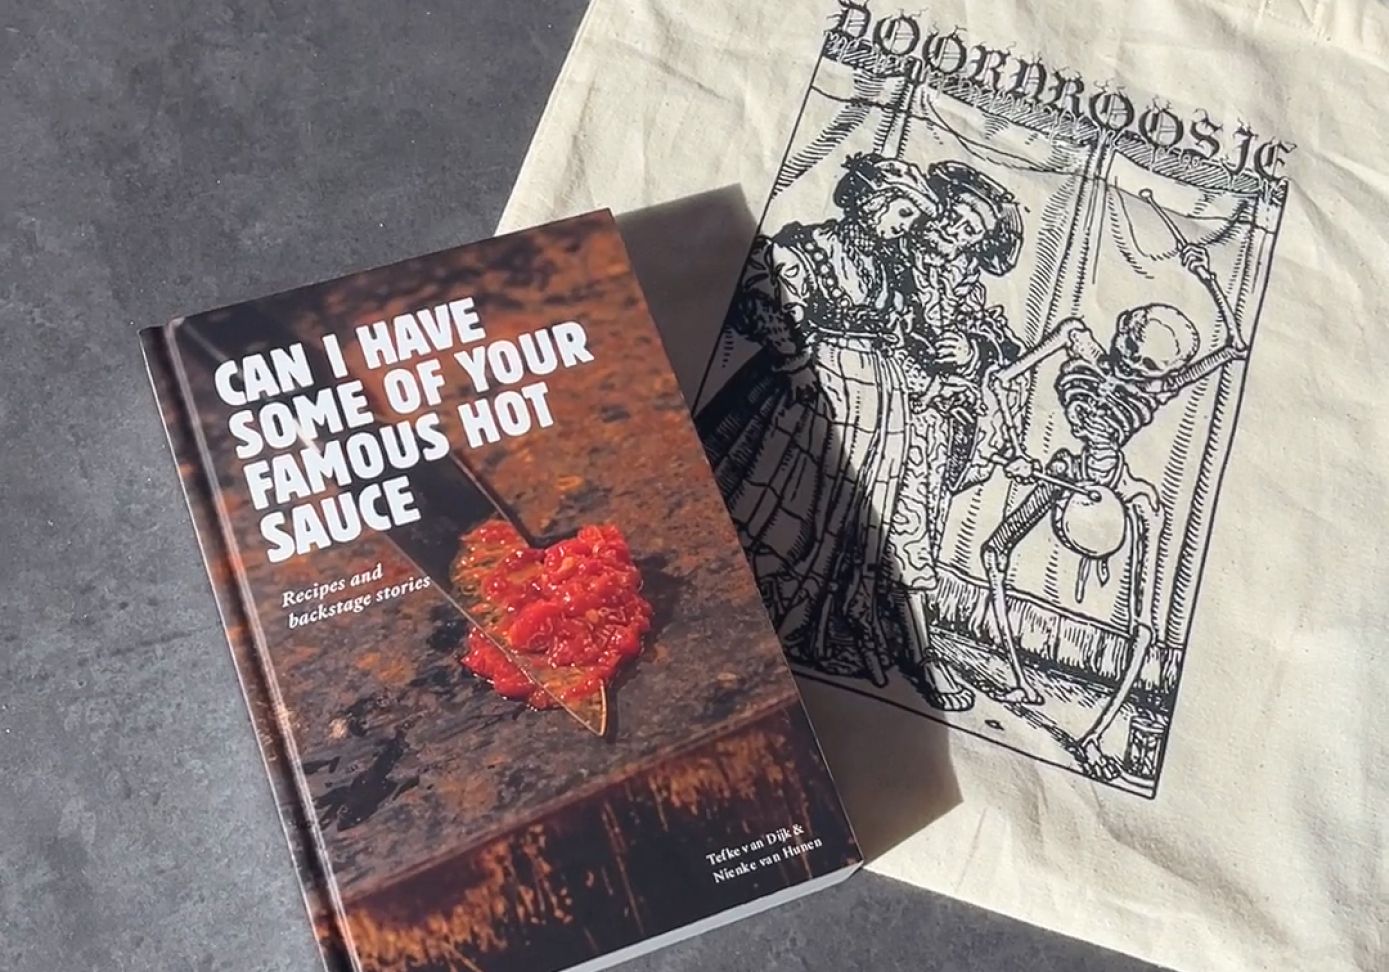 CAN I HAVE
SOME OF YOUR
FAMOUS HOT
SAUCE
Recipes and
backstage stories
Tefke van Dijk &
Nienke van Hunen
DOORNROOSJE